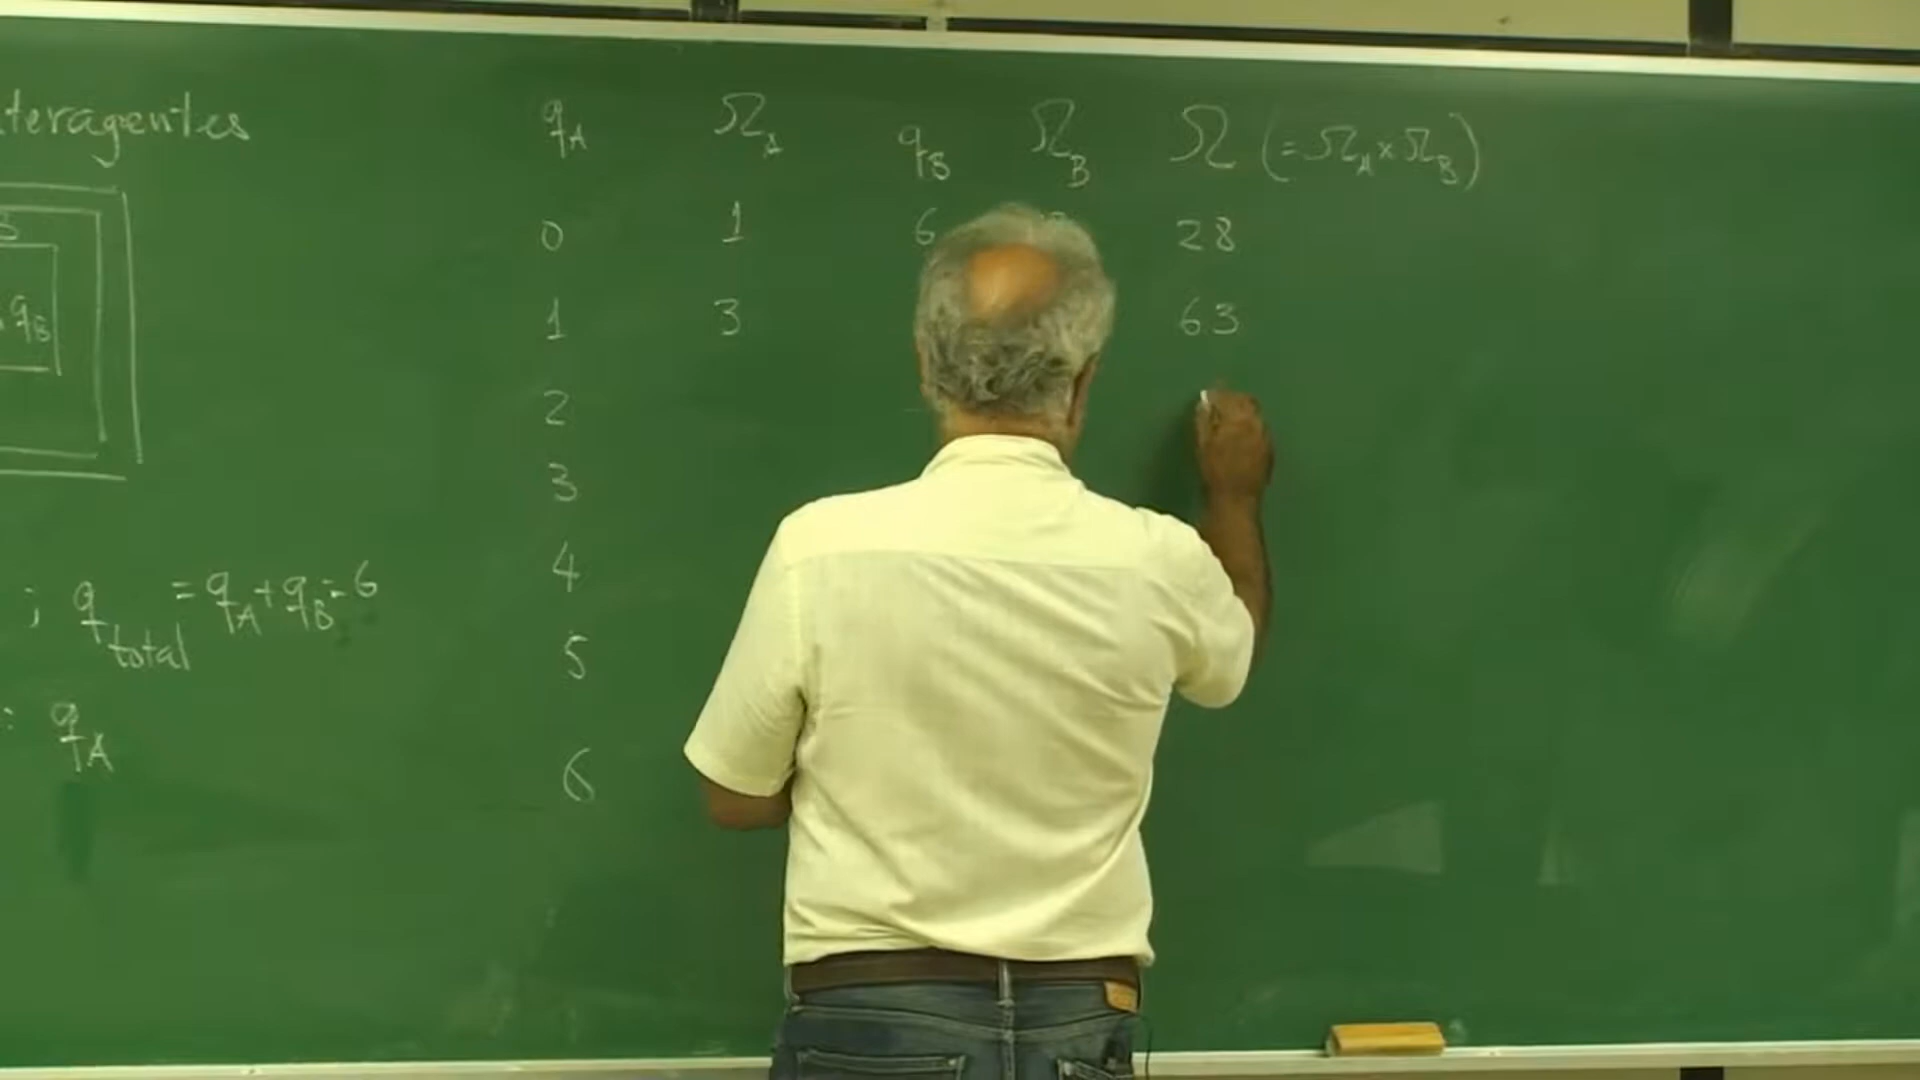 q_A Ω_A q_B Ω_B Ω (=Ω_A×Ω_B)
0 1 6 28
1 3 63
2
3
4
5
6
q_B
; q_total = q_A + q_B = 6
: q_A